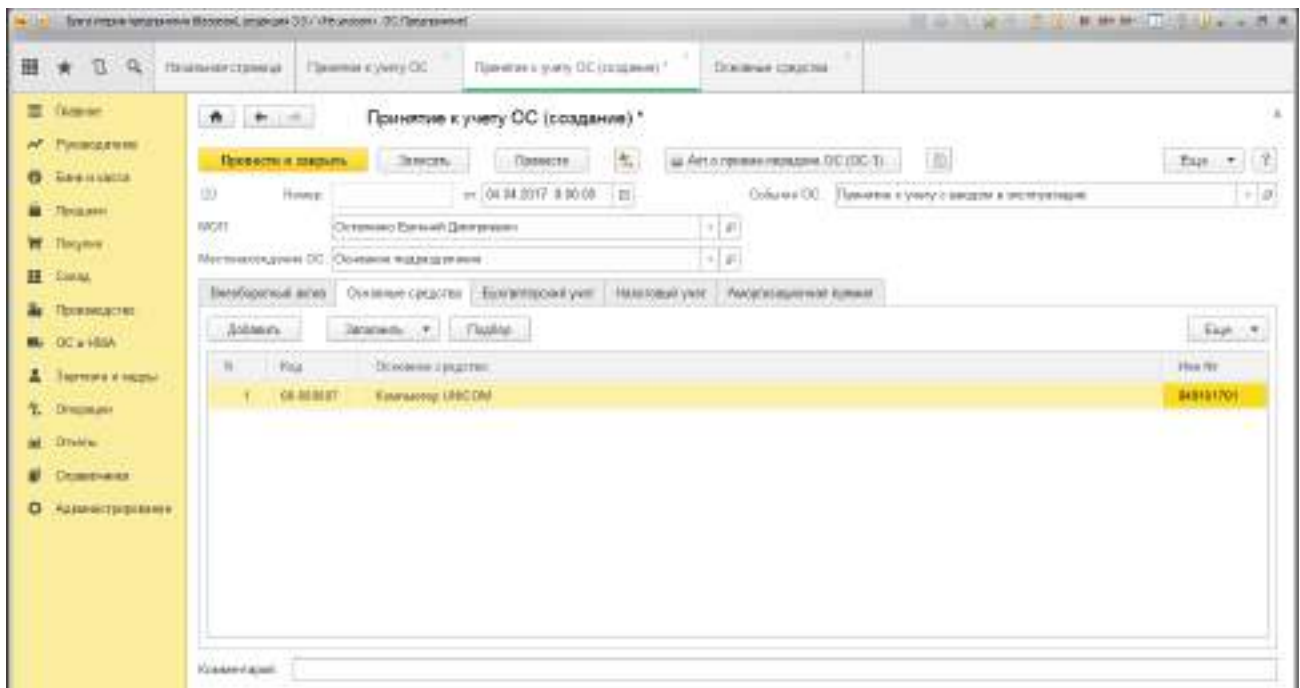 Начальная страница
Принятие к учету ОС
Принятие к учету ОС (создание) *
Основные средства
Главное
Руководителю
Банк и касса
Продажи
Покупки
Склад
Производство
ОС и НМА
Зарплата и кадры
Операции
Отчеты
Справочники
Администрирование
Принятие к учету ОС (создание) *
Провести и закрыть
Записать
Провести
Акт о приеме-передаче ОС (ОС-1)
Еще
?
Номер:
от: 04.04.2017 0:00:00
Событие ОС: Принятие к учету с вводом в эксплуатацию
МОЛ:
Евгений Дмитриевич
Местонахождение ОС: Основное подразделение
Внеоборотный актив
Основные средства
Бухгалтерский учет
Налоговый учет
Амортизационная премия
Добавить
Заполнить
Подбор
Еще
N
Код
Основное средство
Инв.№
1
Компьютер UNICOM
Комментарий: